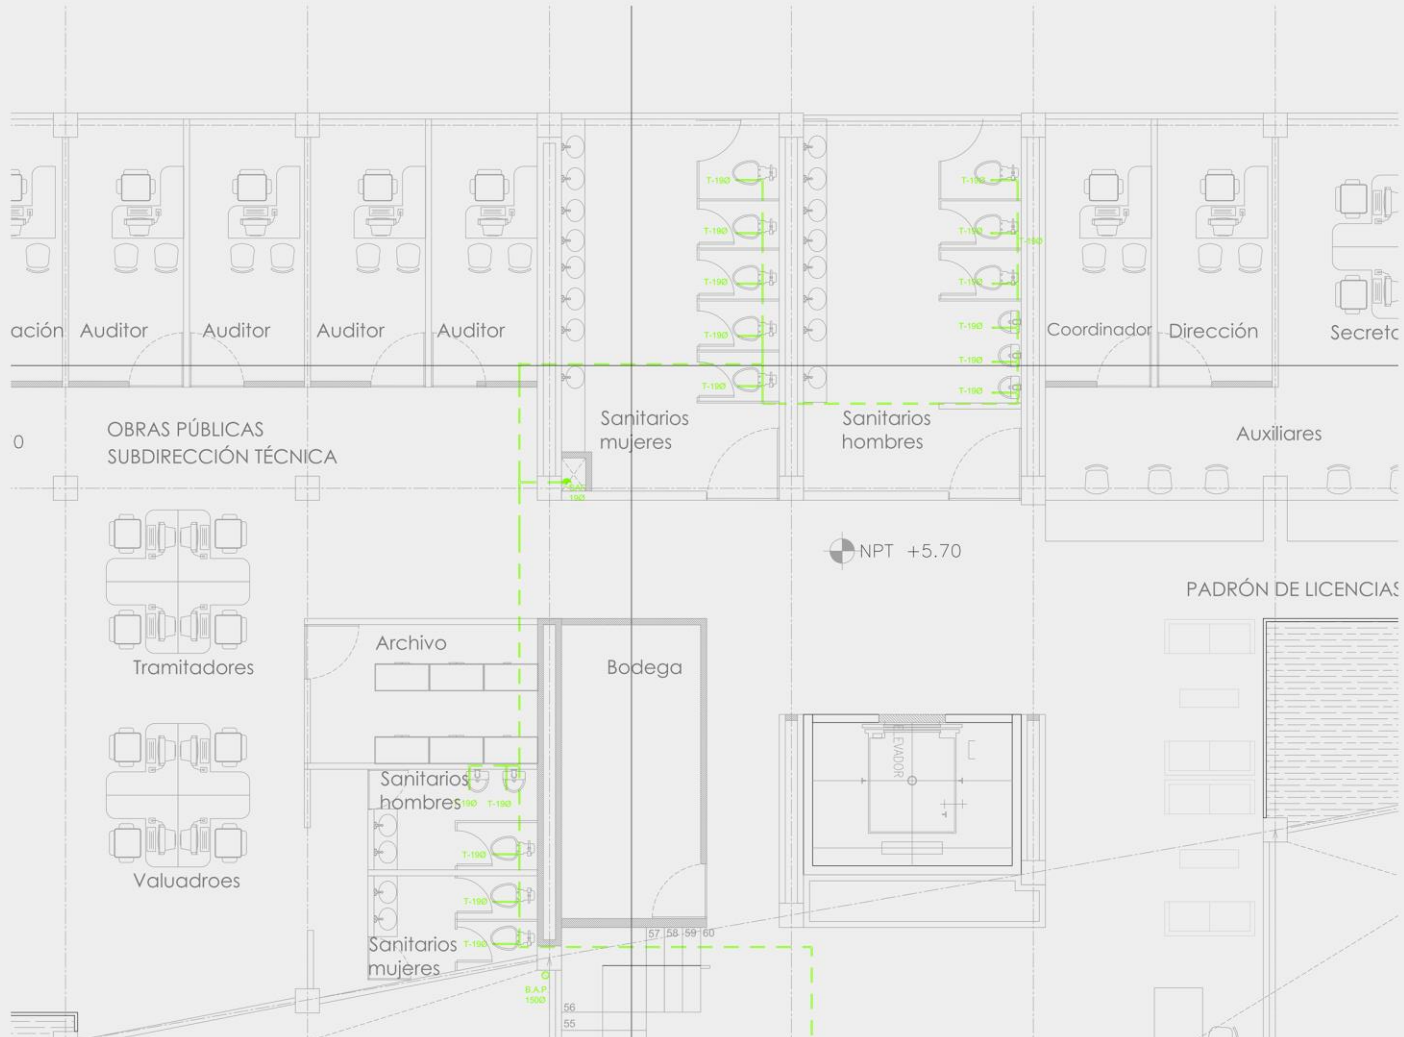 T-19Ø
T-19Ø
T-19Ø
T-19Ø
T-19Ø
T-19Ø
T-19Ø
T-19Ø
T-19Ø
T-19Ø
T-19Ø
ación
Auditor
Auditor
Auditor
Auditor
Coordinador
Dirección
Secreta
OBRAS PÚBLICAS
SUBDIRECCIÓN TÉCNICA
0
Sanitarios
mujeres
Sanitarios
hombres
Auxiliares
19Ø
NPT +5.70
PADRÓN DE LICENCIAS
Archivo
Bodega
Tramitadores
ELEVADOR
Sanitarios
hombres
T-19Ø
T-19Ø
T-19Ø
T-19Ø
Valuadroes
Sanitarios
mujeres
57 58 59 60
B.A.P
150Ø
56
55